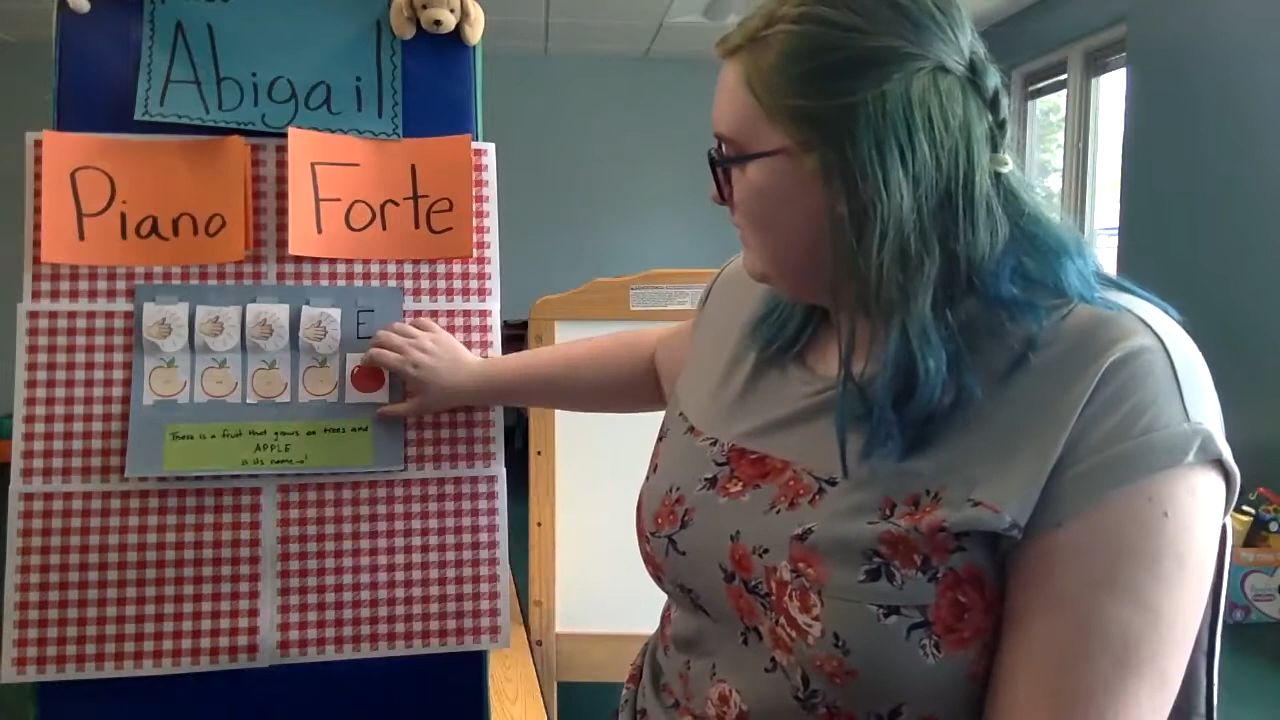 Abigail
Piano
Forte
E
There is a fruit that grows on trees and
APPLE
is its name-o!